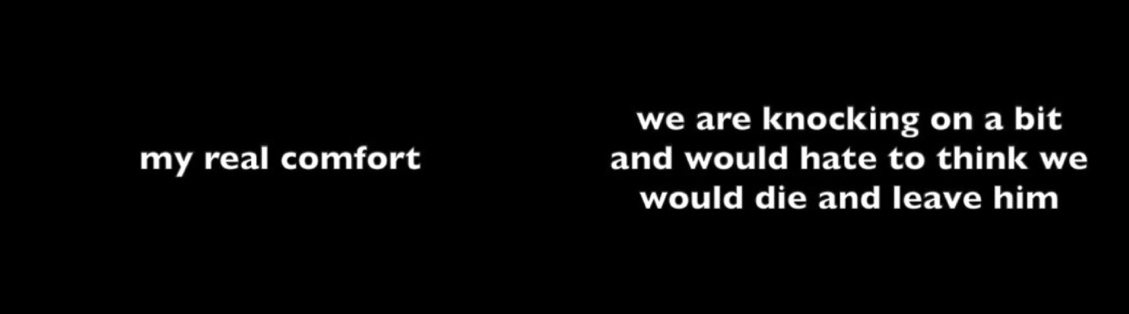 my real comfort
we are knocking on a bit
and would hate to think we
would die and leave him